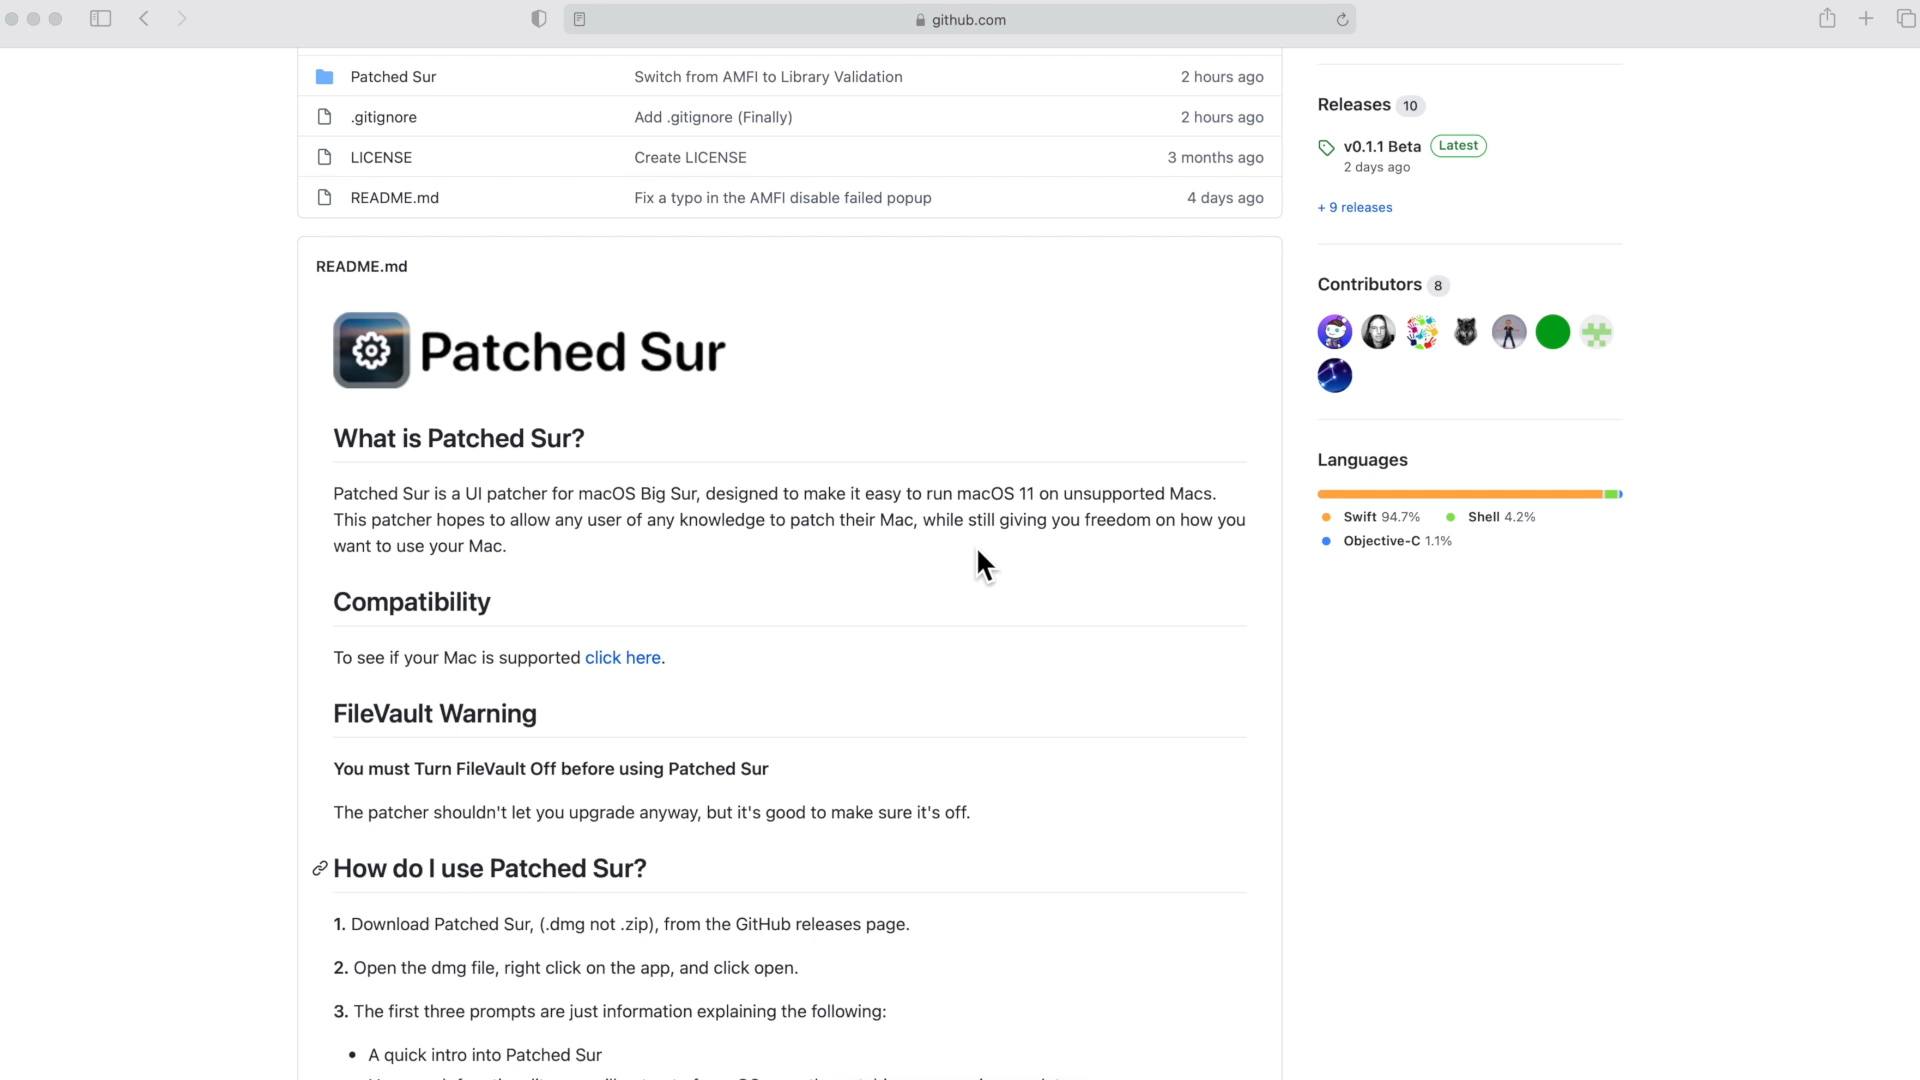 github.com
Patched Sur Switch from AMFI to Library Validation 2 hours ago
.gitignore Add .gitignore (Finally) 2 hours ago
LICENSE Create LICENSE 3 months ago
README.md Fix a typo in the AMFI disable failed popup 4 days ago
README.md
Patched Sur
What is Patched Sur?
Patched Sur is a UI patcher for macOS Big Sur, designed to make it easy to run macOS 11 on unsupported Macs.
This patcher hopes to allow any user of any knowledge to patch their Mac, while still giving you freedom on how you
want to use your Mac.
Compatibility
To see if your Mac is supported click here.
FileVault Warning
You must Turn FileVault Off before using Patched Sur
The patcher shouldn't let you upgrade anyway, but it's good to make sure it's off.
How do I use Patched Sur?
1. Download Patched Sur, (.dmg not .zip), from the GitHub releases page.
2. Open the dmg file, right click on the app, and click open.
3. The first three prompts are just information explaining the following:
• A quick intro into Patched Sur
Releases 10
v0.1.1 Beta Latest
2 days ago
+ 9 releases
Contributors 8
Languages
Swift 94.7% Shell 4.2%
Objective-C 1.1%